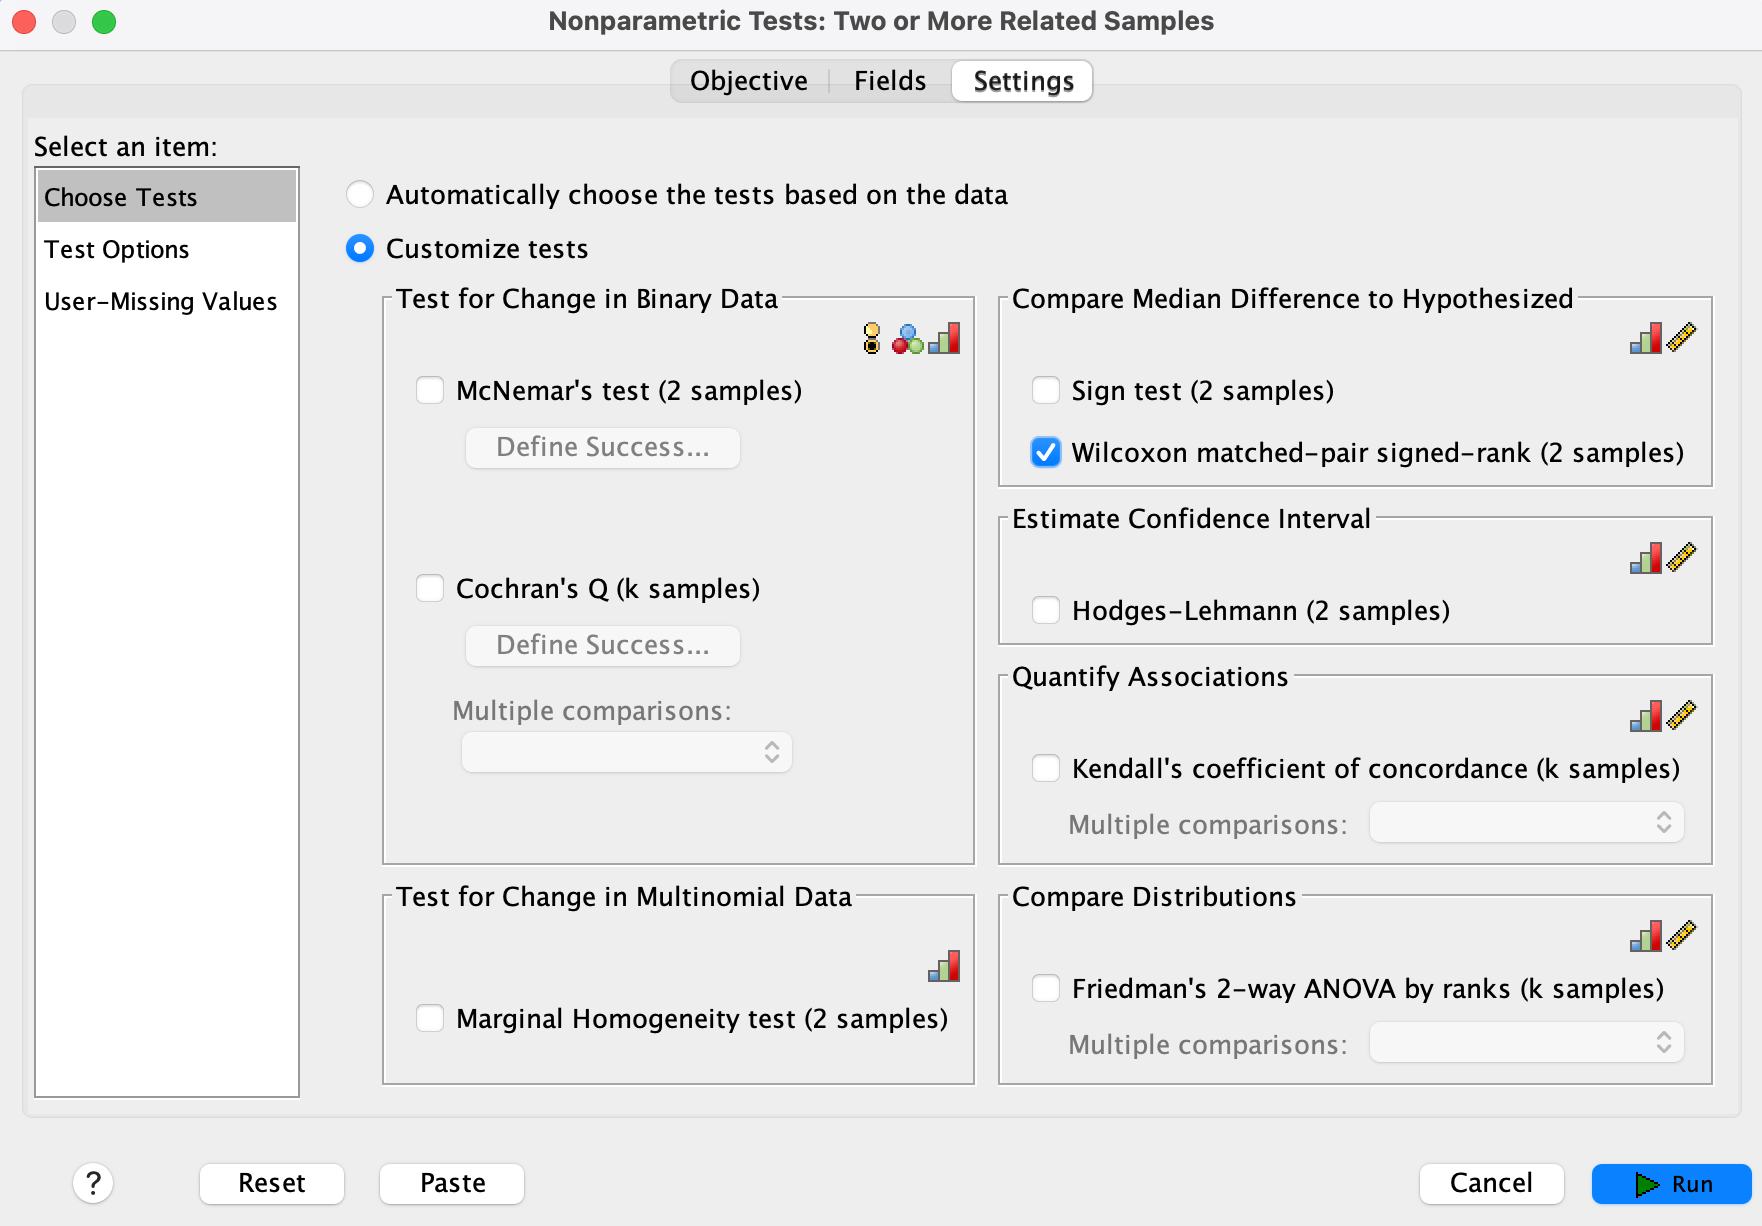 Nonparametric Tests: Two or More Related Samples
Objective
Fields
Settings
Select an item:
Choose Tests
Test Options
User-Missing Values
Automatically choose the tests based on the data
Customize tests
Test for Change in Binary Data
McNemar's test (2 samples)
Define Success...
Cochran's Q (k samples)
Define Success...
Multiple comparisons:
Test for Change in Multinomial Data
Marginal Homogeneity test (2 samples)
Compare Median Difference to Hypothesized
Sign test (2 samples)
Wilcoxon matched-pair signed-rank (2 samples)
Estimate Confidence Interval
Hodges-Lehmann (2 samples)
Quantify Associations
Kendall's coefficient of concordance (k samples)
Multiple comparisons:
Compare Distributions
Friedman's 2-way ANOVA by ranks (k samples)
Multiple comparisons:
?
Reset
Paste
Cancel
Run